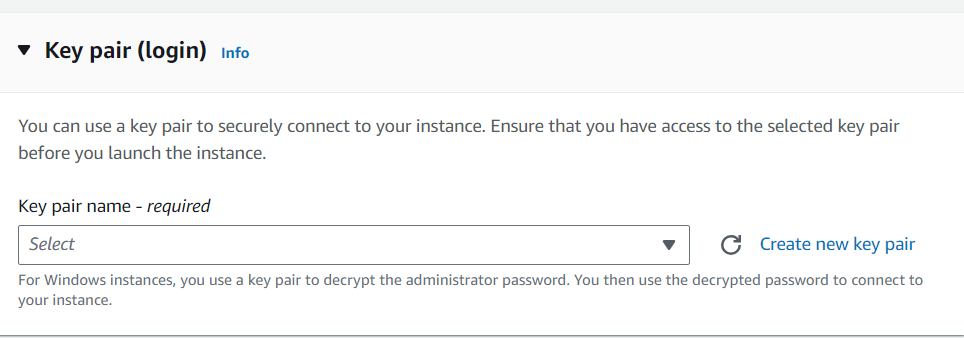 Key pair (login) Info
You can use a key pair to securely connect to your instance. Ensure that you have access to the selected key pair
before you launch the instance.
Key pair name - required
Select
Create new key pair
For Windows instances, you use a key pair to decrypt the administrator password. You then use the decrypted password to connect to
your instance.